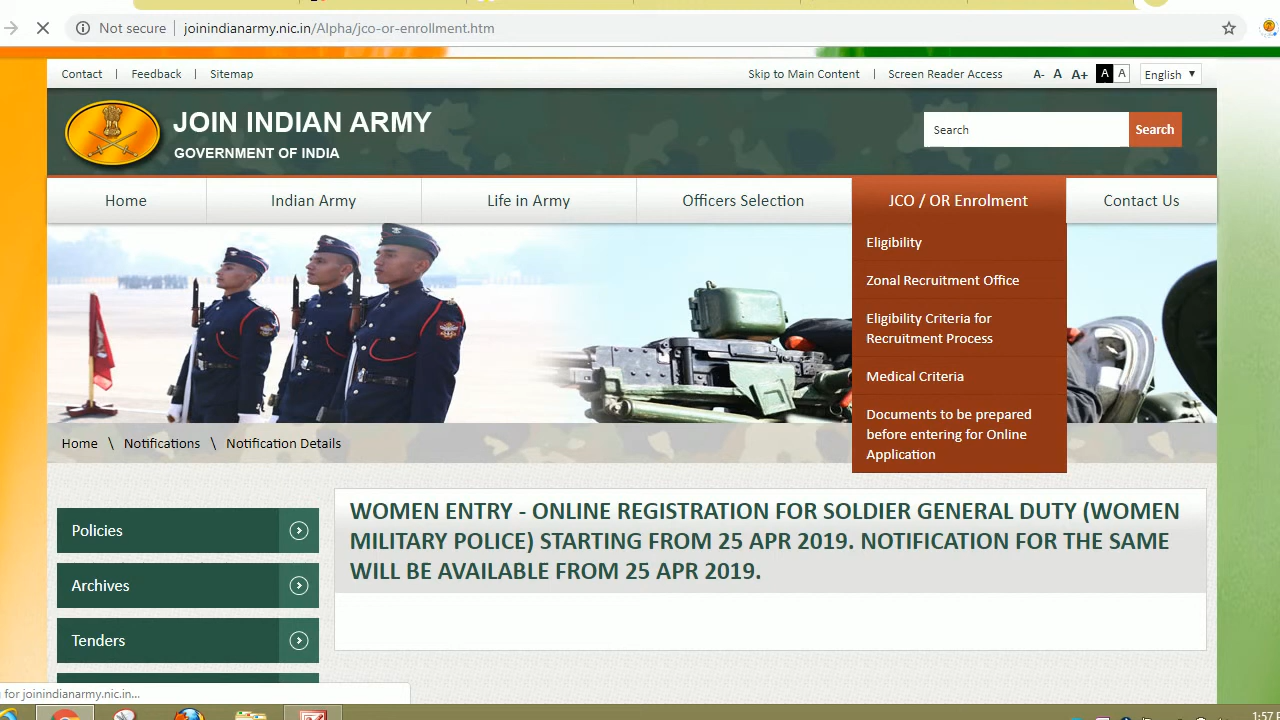 Not secure | joinindianarmy.nic.in/Alpha/jco-or-enrollment.htm
Contact | Feedback | Sitemap
Skip to Main Content | Screen Reader Access A- A A+ A A English
JOIN INDIAN ARMY
GOVERNMENT OF INDIA
Search Search
Home Indian Army Life in Army Officers Selection JCO / OR Enrolment Contact Us
Eligibility
Zonal Recruitment Office
Eligibility Criteria for
Recruitment Process
Medical Criteria
Documents to be prepared
before entering for Online
Application
Home \ Notifications \ Notification Details
Policies
Archives
Tenders
WOMEN ENTRY - ONLINE REGISTRATION FOR SOLDIER GENERAL DUTY (WOMEN
MILITARY POLICE) STARTING FROM 25 APR 2019. NOTIFICATION FOR THE SAME
WILL BE AVAILABLE FROM 25 APR 2019.
for joinindianarmy.nic.in...
1:57